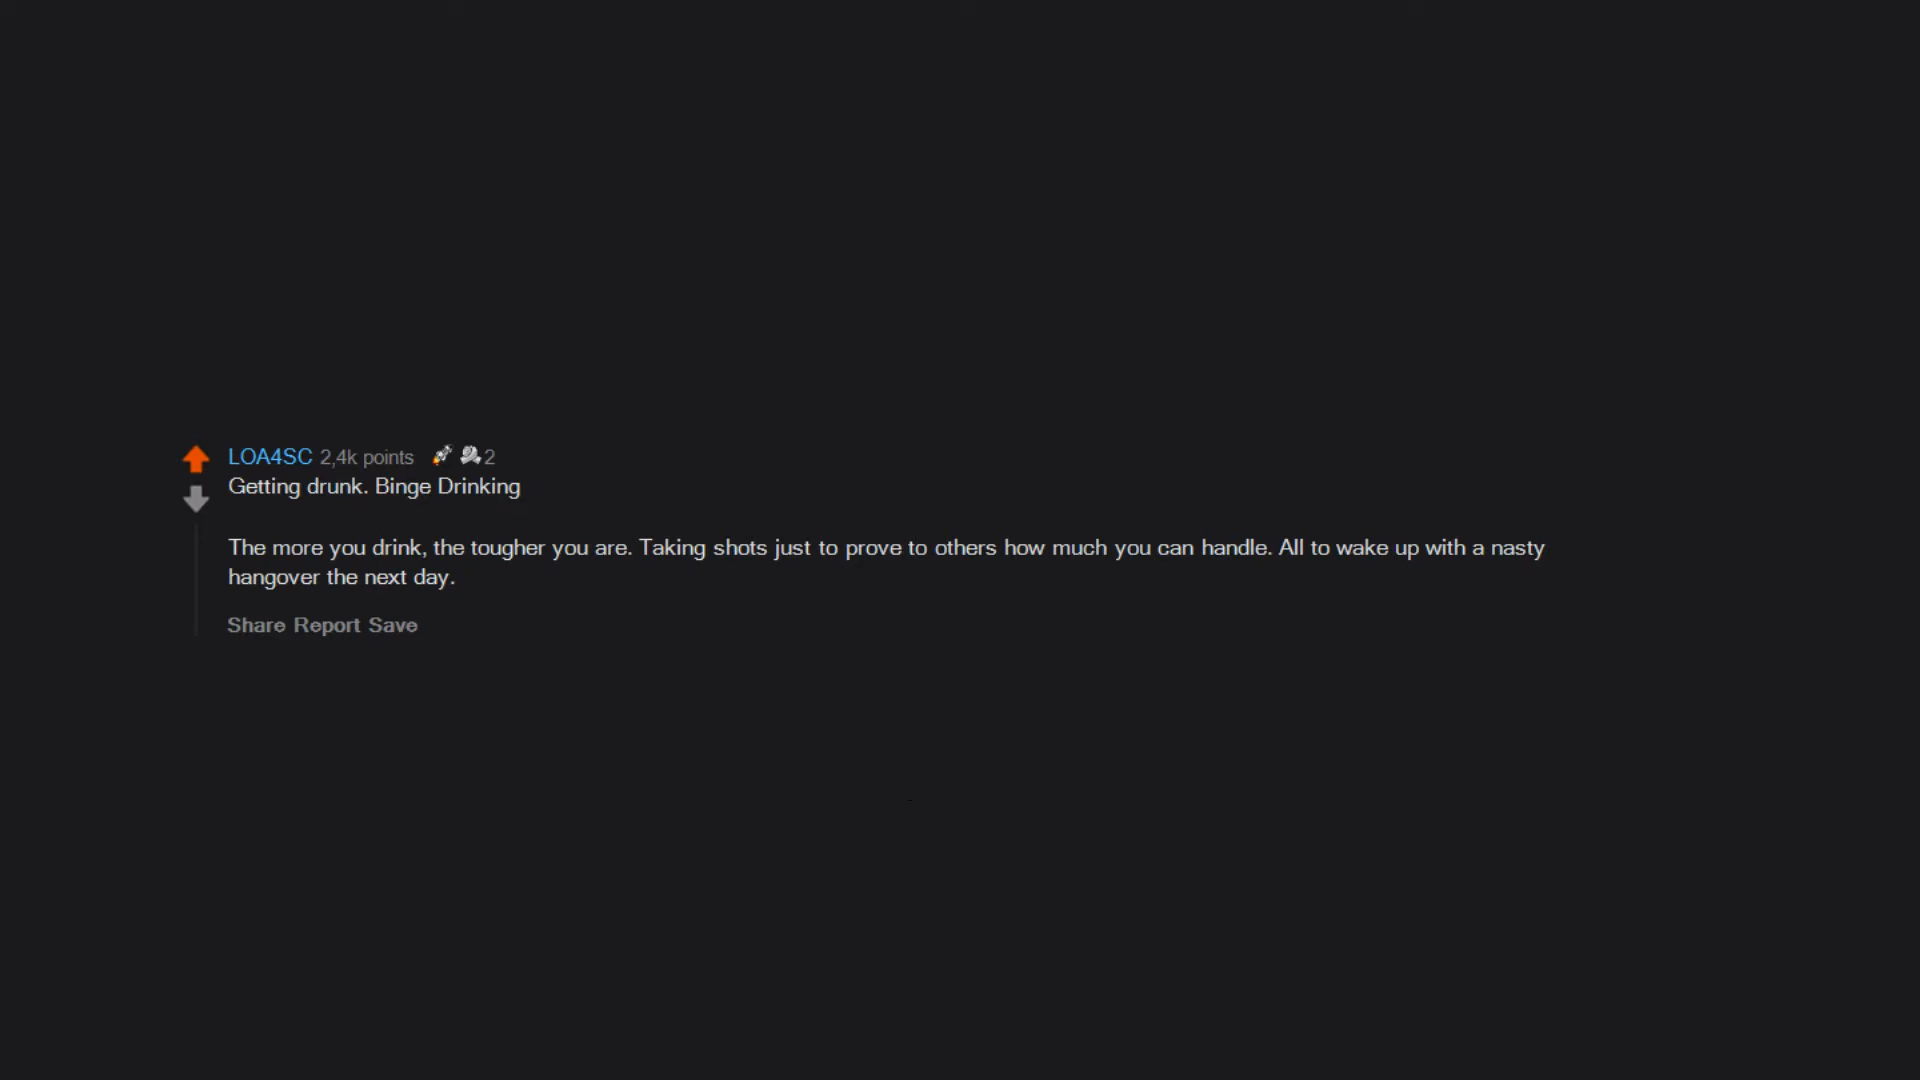 LOA4SC 2,4k points 2
Getting drunk. Binge Drinking
The more you drink, the tougher you are. Taking shots just to prove to others how much you can handle. All to wake up with a nasty
hangover the next day.
Share Report Save